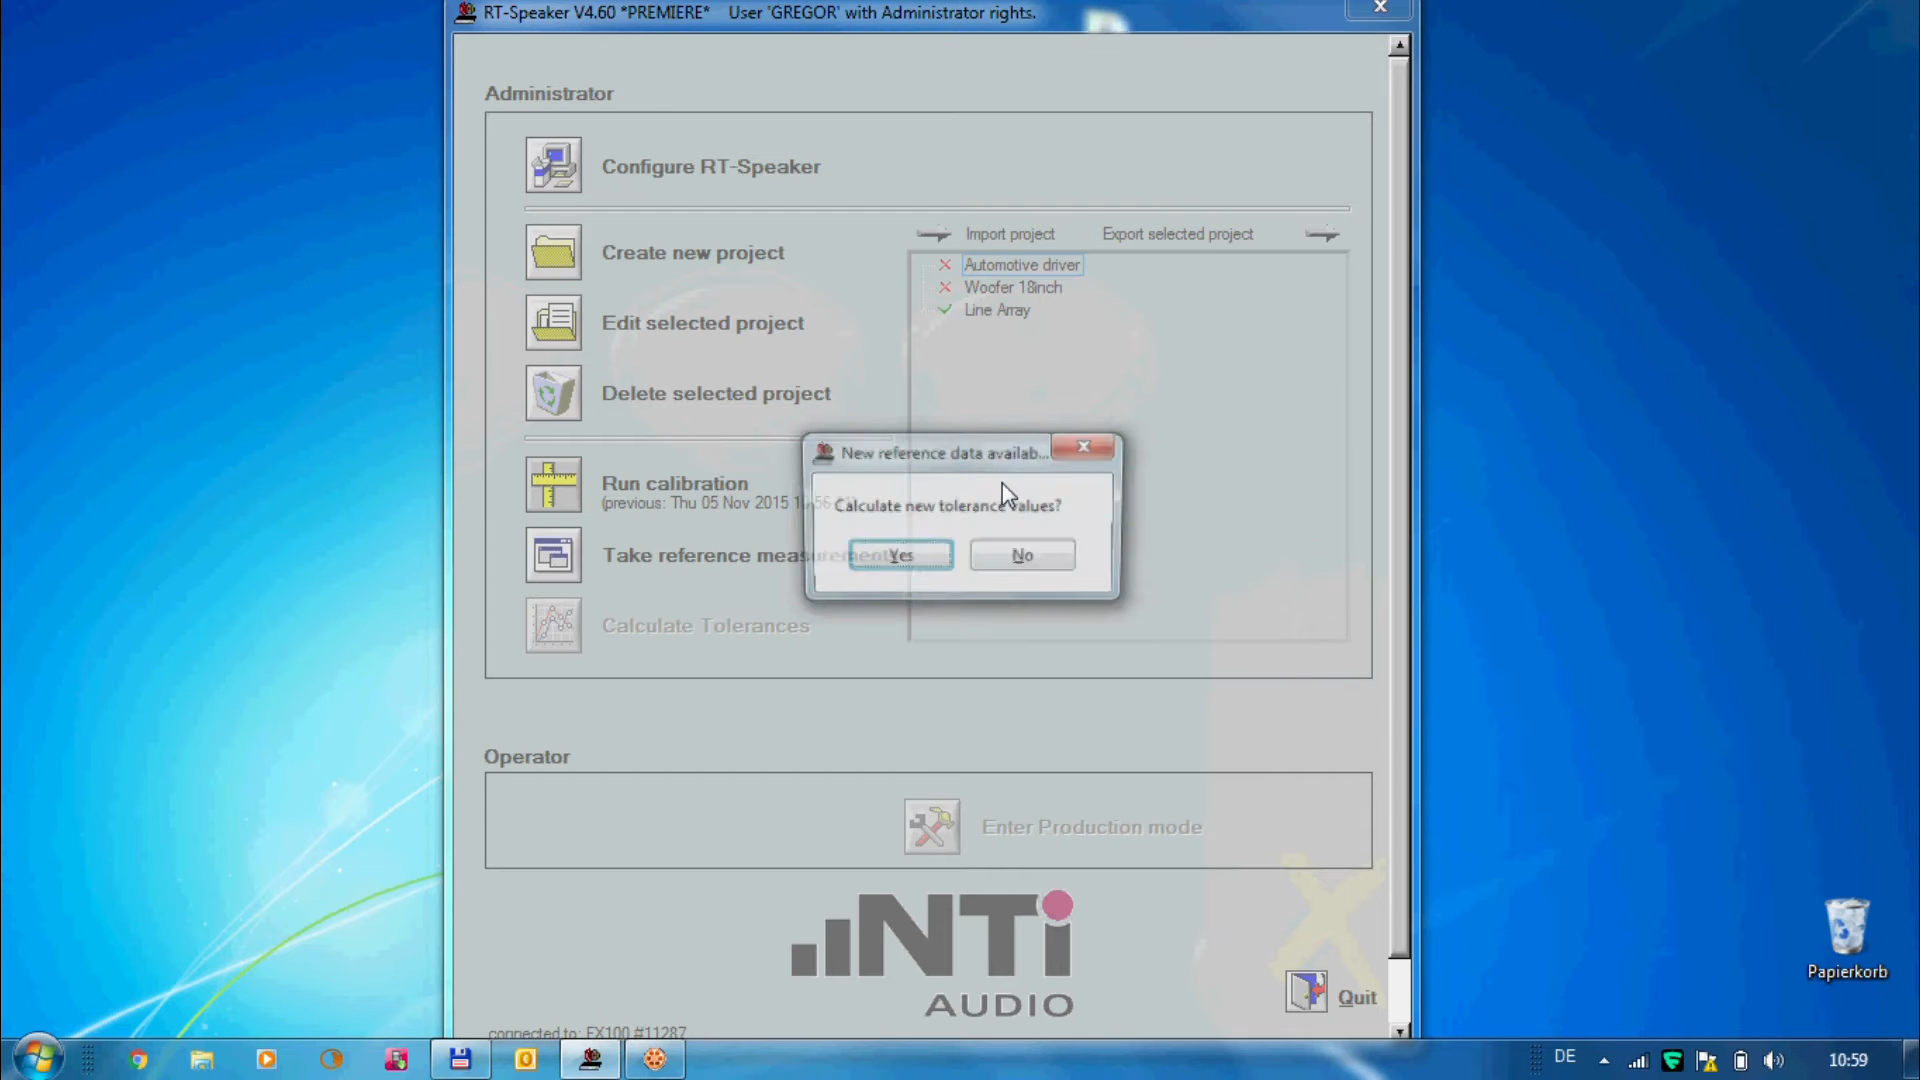 RT-Speaker V4.60 *PREMIERE* User 'GREGOR' with Administrator rights.
Administrator
Configure RT-Speaker
Create new project
Import project
Export selected project
Automotive driver
Woofer 18inch
Line Array
Edit selected project
Delete selected project
New reference data availab...
Calculate new tolerance values?
Yes
No
Run calibration
(previous: Thu 05 Nov 2015
Take reference measurement
Calculate Tolerances
Operator
Enter Production mode
NTi
AUDIO
Quit
connected to: FX100 #11287
Papierkorb
DE
10:59